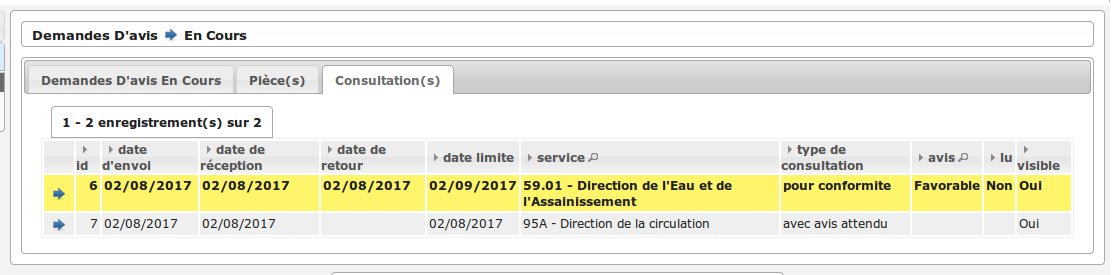 Demandes D'avis En Cours
Demandes D'avis En Cours Pièce(s) Consultation(s)
1 - 2 enregistrement(s) sur 2
id date d'envoi date de réception date de retour date limite service type de consultation avis lu visible
6 02/08/2017 02/08/2017 02/08/2017 02/09/2017 59.01 - Direction de l'Eau et de l'Assainissement pour conformite Favorable Non Oui
7 02/08/2017 02/08/2017 02/08/2017 95A - Direction de la circulation avec avis attendu Oui